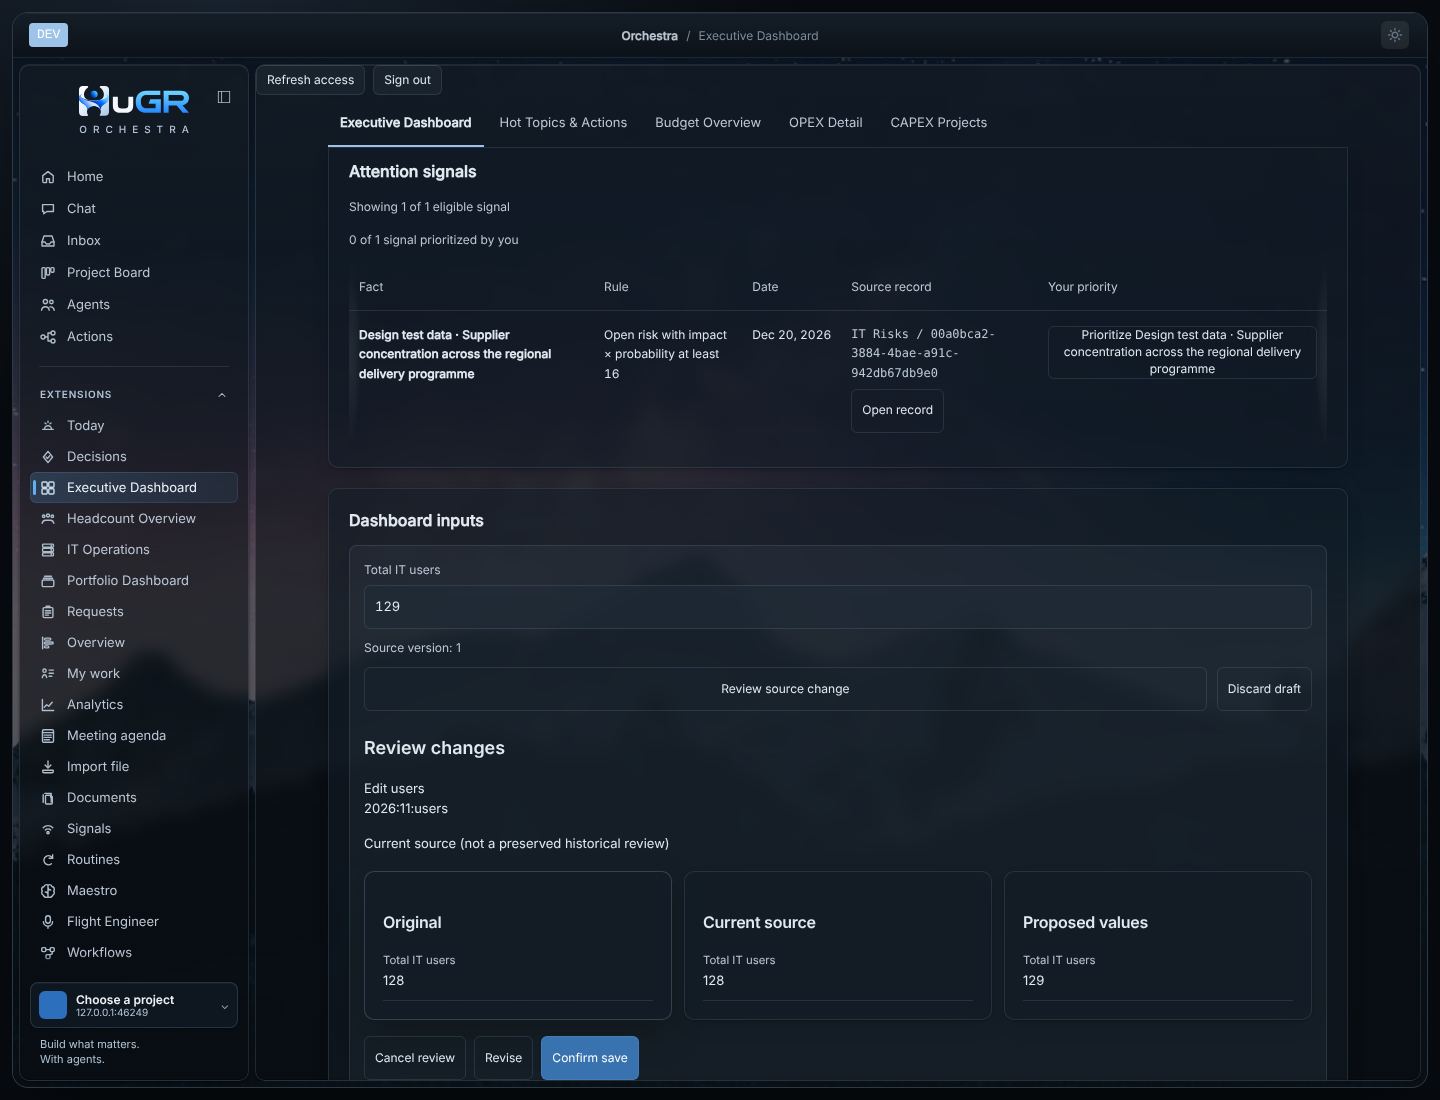 DEV
Orchestra / Executive Dashboard
HuGR
ORCHESTRA
Home
Chat
Inbox
Project Board
Agents
Actions
EXTENSIONS
Today
Decisions
Executive Dashboard
Headcount Overview
IT Operations
Portfolio Dashboard
Requests
Overview
My work
Analytics
Meeting agenda
Import file
Documents
Signals
Routines
Maestro
Flight Engineer
Workflows
Choose a project
127.0.0.1:46249
Build what matters.
With agents.
Refresh access
Sign out
Executive Dashboard
Hot Topics & Actions
Budget Overview
OPEX Detail
CAPEX Projects
Attention signals
Showing 1 of 1 eligible signal
0 of 1 signal prioritized by you
Fact
Rule
Date
Source record
Your priority
Design test data · Supplier
concentration across the regional
delivery programme
Open risk with impact
× probability at least
16
Dec 20, 2026
IT Risks / 00a0bca2-
3884-4bae-a91c-
942db67db9e0
Open record
Prioritize Design test data · Supplier
concentration across the regional delivery
programme
Dashboard inputs
Total IT users
129
Source version: 1
Review source change
Discard draft
Review changes
Edit users
2026:11:users
Current source (not a preserved historical review)
Original
Total IT users
128
Current source
Total IT users
128
Proposed values
Total IT users
129
Cancel review
Revise
Confirm save